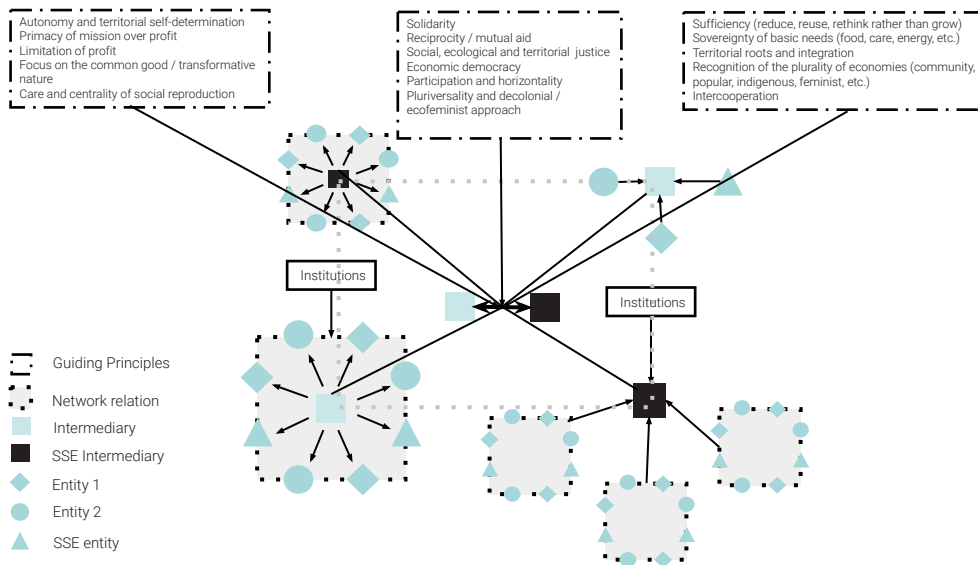 Autonomy and territorial self-determination
Primacy of mission over profit
Limitation of profit
Focus on the common good / transformative
nature
Care and centrality of social reproduction
Solidarity
Reciprocity / mutual aid
Social, ecological and territorial justice
Economic democracy
Participation and horizontality
Pluriversality and decolonial /
ecofeminist approach
Sufficiency (reduce, reuse, rethink rather than grow)
Sovereignty of basic needs (food, care, energy, etc.)
Territorial roots and integration
Recognition of the plurality of economies (community,
popular, indigenous, feminist, etc.)
Intercooperation
Institutions
Institutions
Guiding Principles
Network relation
Intermediary
SSE Intermediary
Entity 1
Entity 2
SSE entity